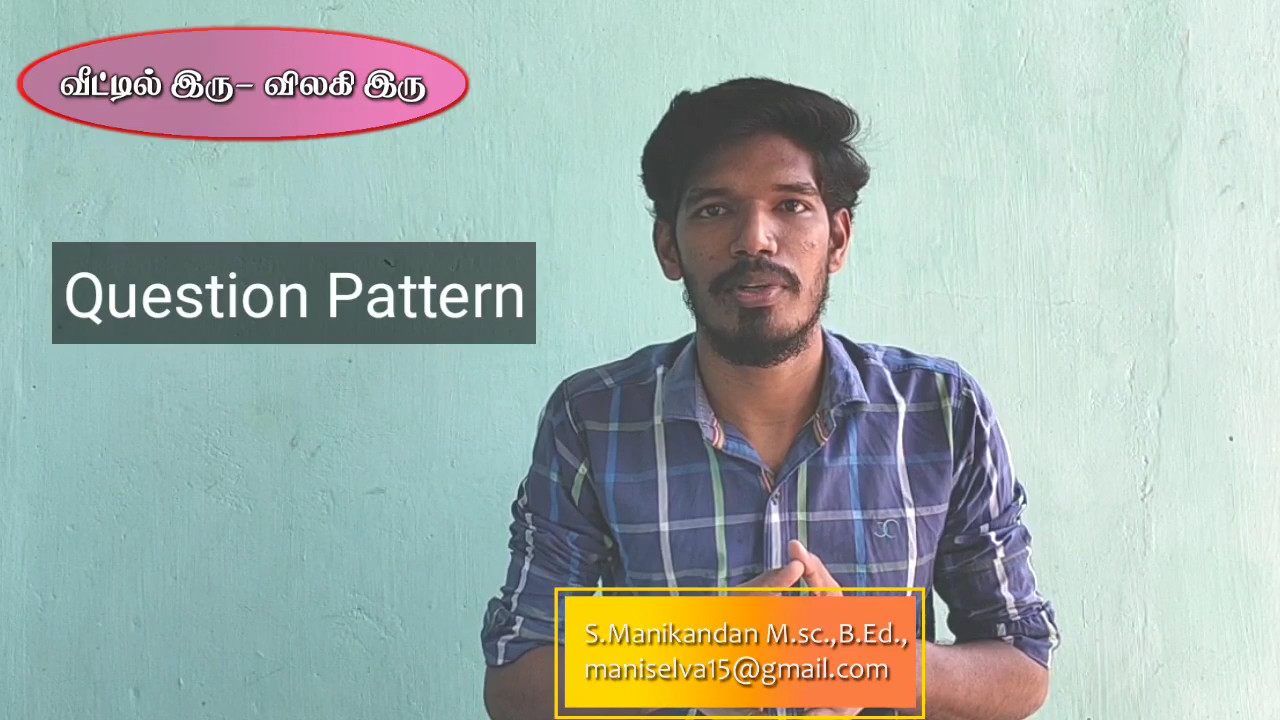 வீட்டில் இரு– விலகி இரு
Question Pattern
S.Manikandan M.sc.,B.Ed.,
maniselva15@gmail.com